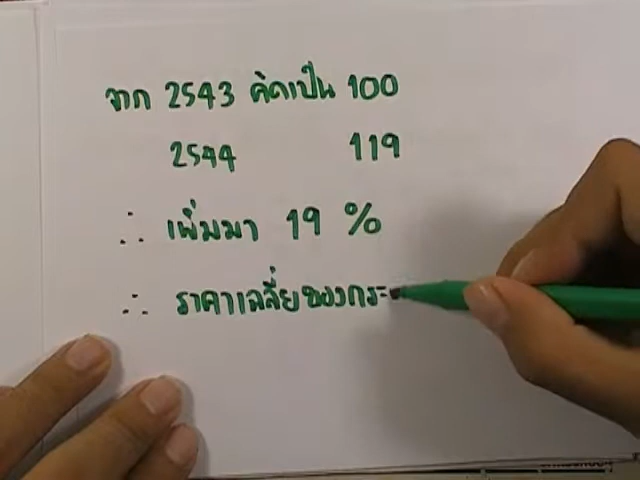 จาก 2543 คิดเป็น 100
2544 119
∴ เพิ่มมา 19 %
∴ ราคาเฉลี่ยของกระ